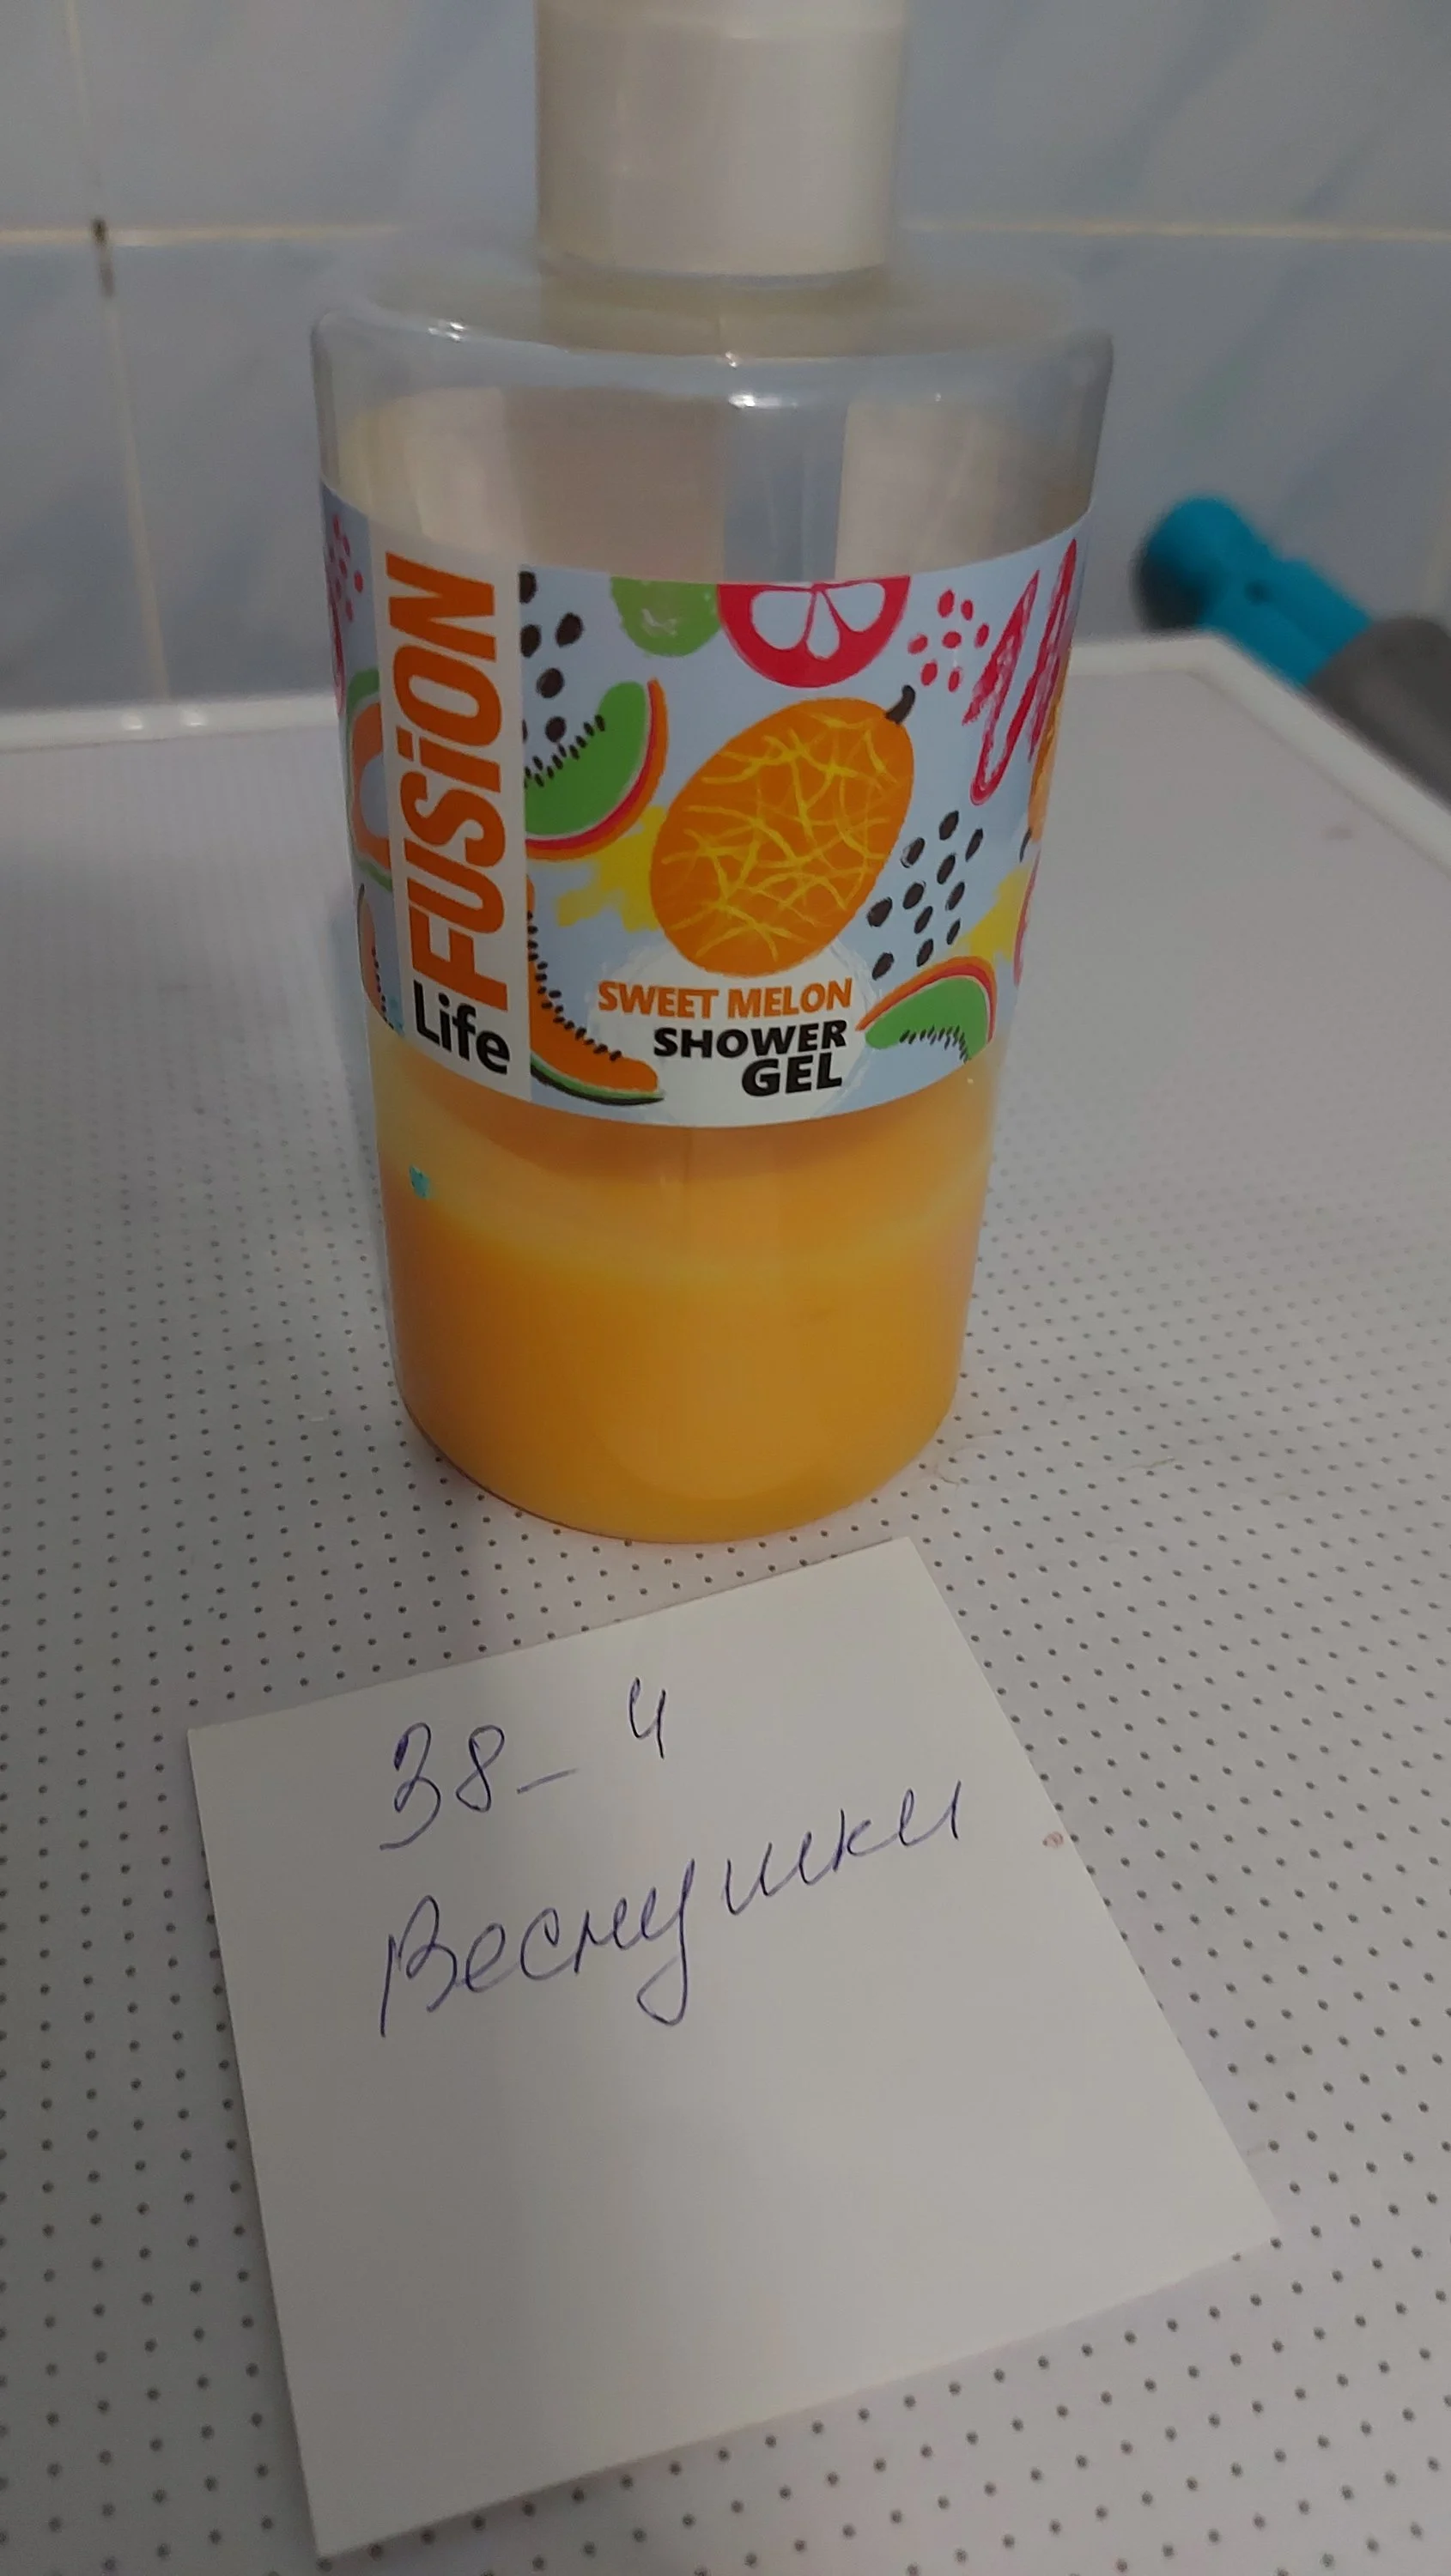 FUSiON
Life
SWEET MELON
SHOWER
GEL
38-4
Веснушки